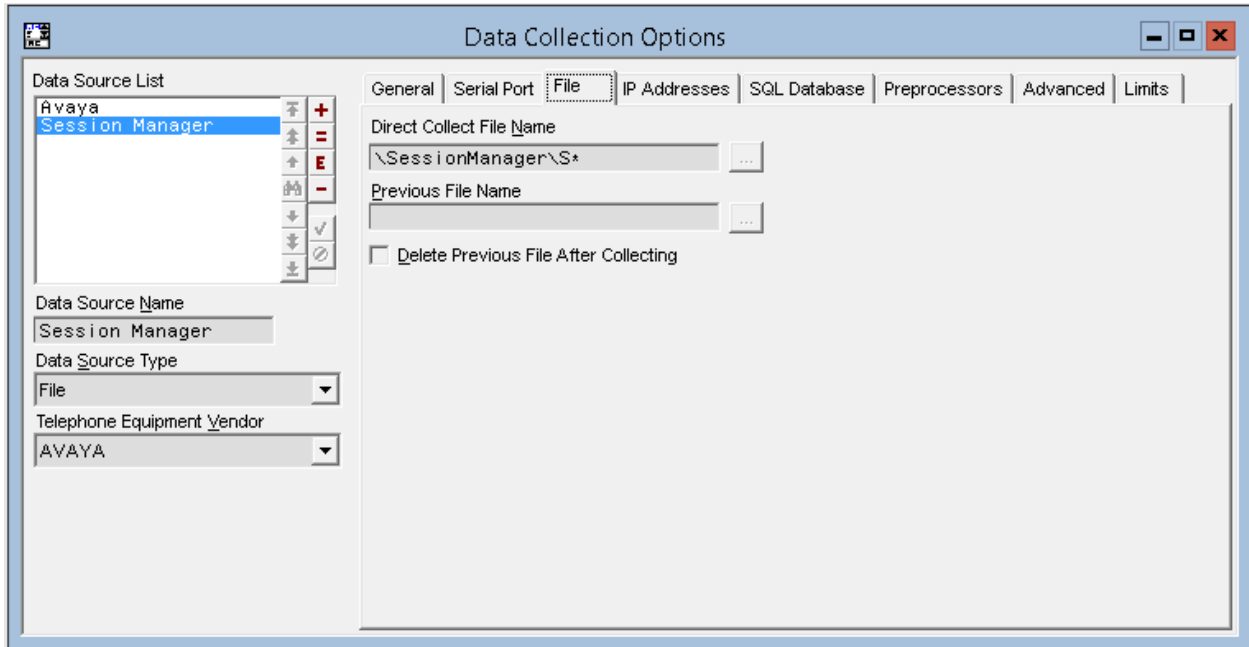 Data Collection Options
Data Source List
Avaya
Session Manager
E
Data Source Name
Session Manager
Data Source Type
File
Telephone Equipment Vendor
AVAYA
General Serial Port File IP Addresses SQL Database Preprocessors Advanced Limits
Direct Collect File Name
\SessionManager\S*
...
Previous File Name
...
Delete Previous File After Collecting